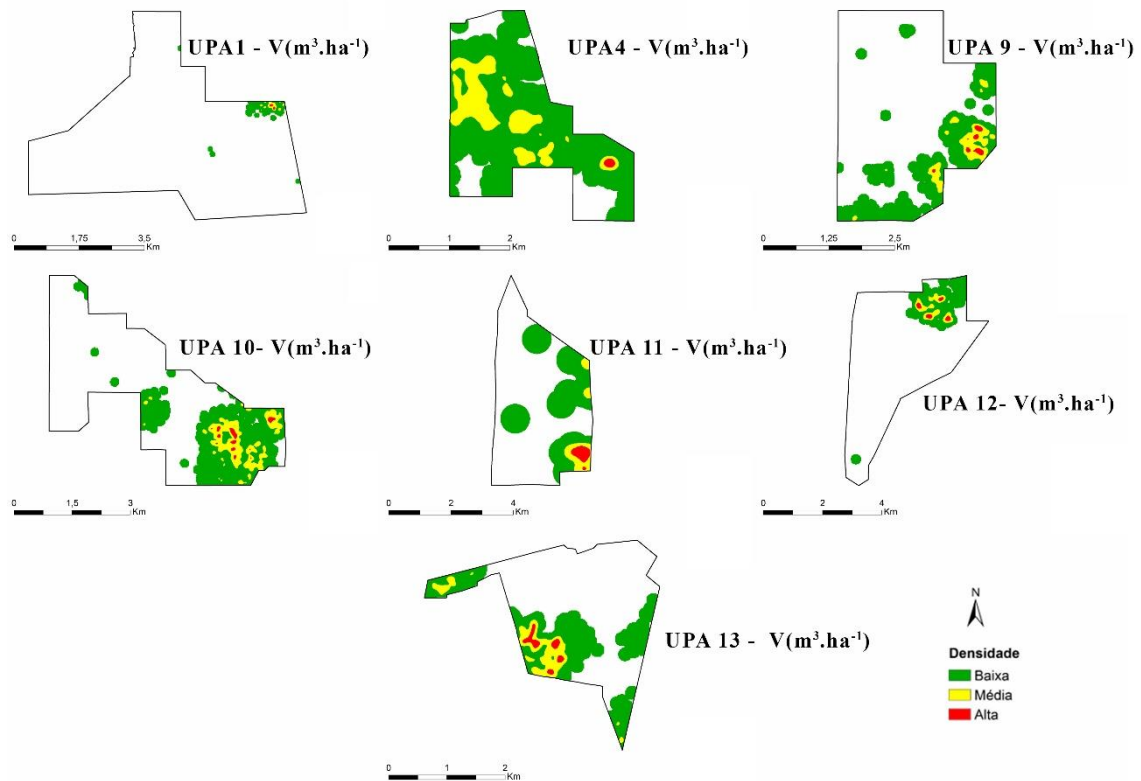 UPA1 - V(m³.ha⁻¹)
UPA4 - V(m³.ha⁻¹)
UPA 9 - V(m³.ha⁻¹)
0 1,75 3,5
Km
0 1 2
Km
0 1,25 2,5
Km
UPA 10- V(m³.ha⁻¹)
UPA 11 - V(m³.ha⁻¹)
UPA 12- V(m³.ha⁻¹)
0 1,5 3
Km
0 2 4
Km
0 2 4
Km
UPA 13 - V(m³.ha⁻¹)
N
Densidade
Baixa
Média
Alta
0 1 2
Km